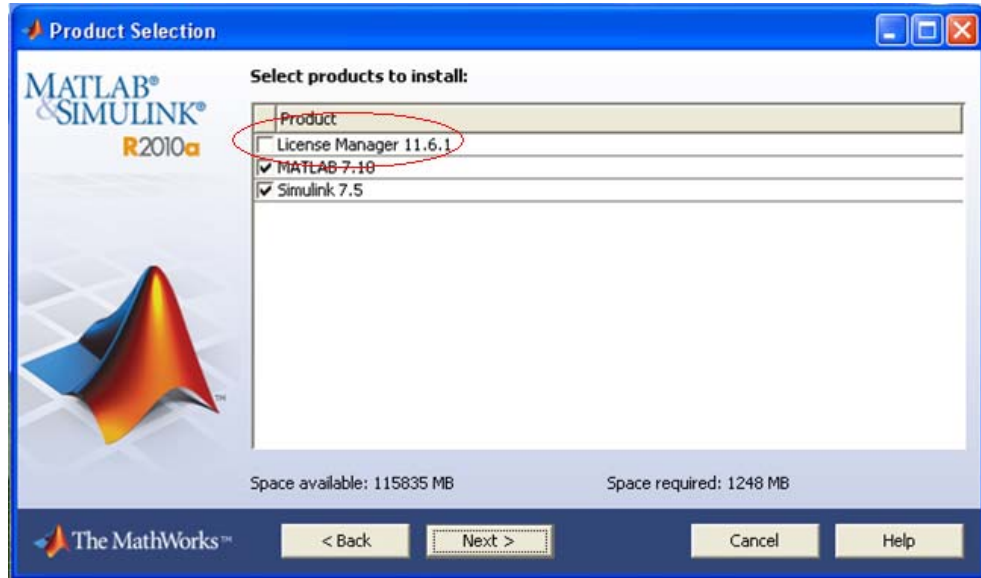 Product Selection
MATLAB®
&SIMULINK®
R2010a
Select products to install:
Product
License Manager 11.6.1
MATLAB 7.10
Simulink 7.5
TM
Space available: 115835 MB
Space required: 1248 MB
The MathWorks™
< Back
Next >
Cancel
Help